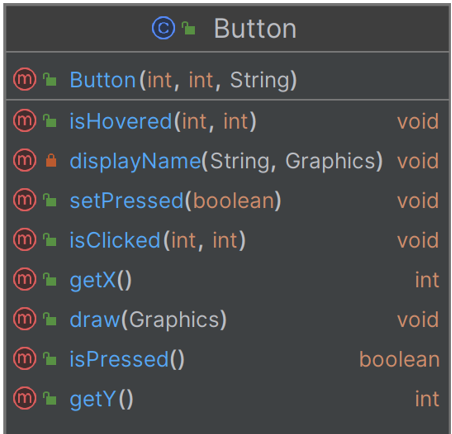 C Button
m Button(int, int, String)
m isHovered(int, int) void
m displayName(String, Graphics) void
m setPressed(boolean) void
m isClicked(int, int) void
m getX() int
m draw(Graphics) void
m isPressed() boolean
m getY() int